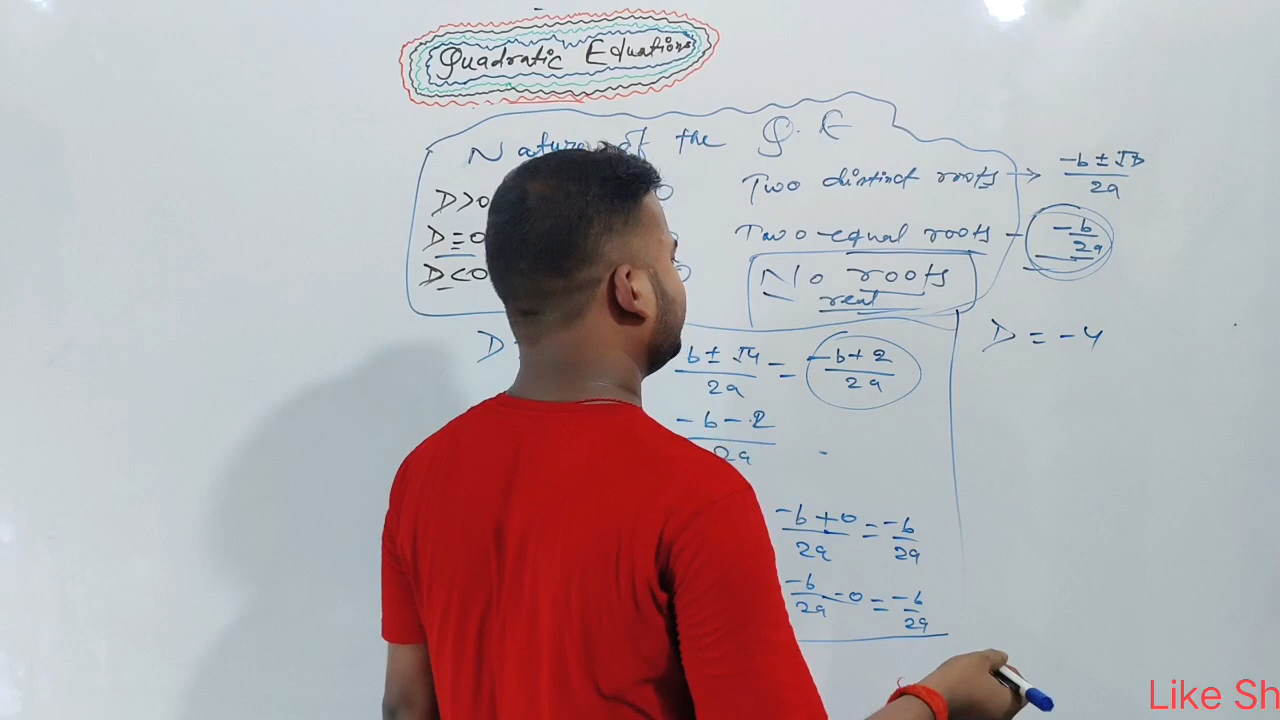 Quadratic Equations
Nature of the Q.E
D>0 Two distinct roots → -b ± √D / 2a
D=0 Two equal roots - -b/2a
D<0 No roots
real
D
b ± √4 / 2a = -b+2 / 2a
D = -4
-b-2 / 2a
-b+0 / 2a = -b / 2a
-b / 2a - 0 = -b / 2a
Like Sh